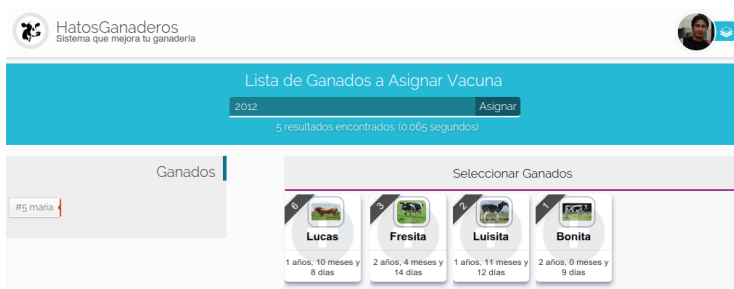 HatosGanaderos
Sistema que mejora tu ganadería
Lista de Ganados a Asignar Vacuna
2012
Asignar
5 resultados encontrados. (0.065 segundos)
Ganados
#5 maria
Seleccionar Ganados
6
Lucas
1 años, 10 meses y
8 días
3
Fresita
2 años, 4 meses y
14 días
2
Luisita
1 años, 11 meses y
12 días
1
Bonita
2 años, 0 meses y
9 días